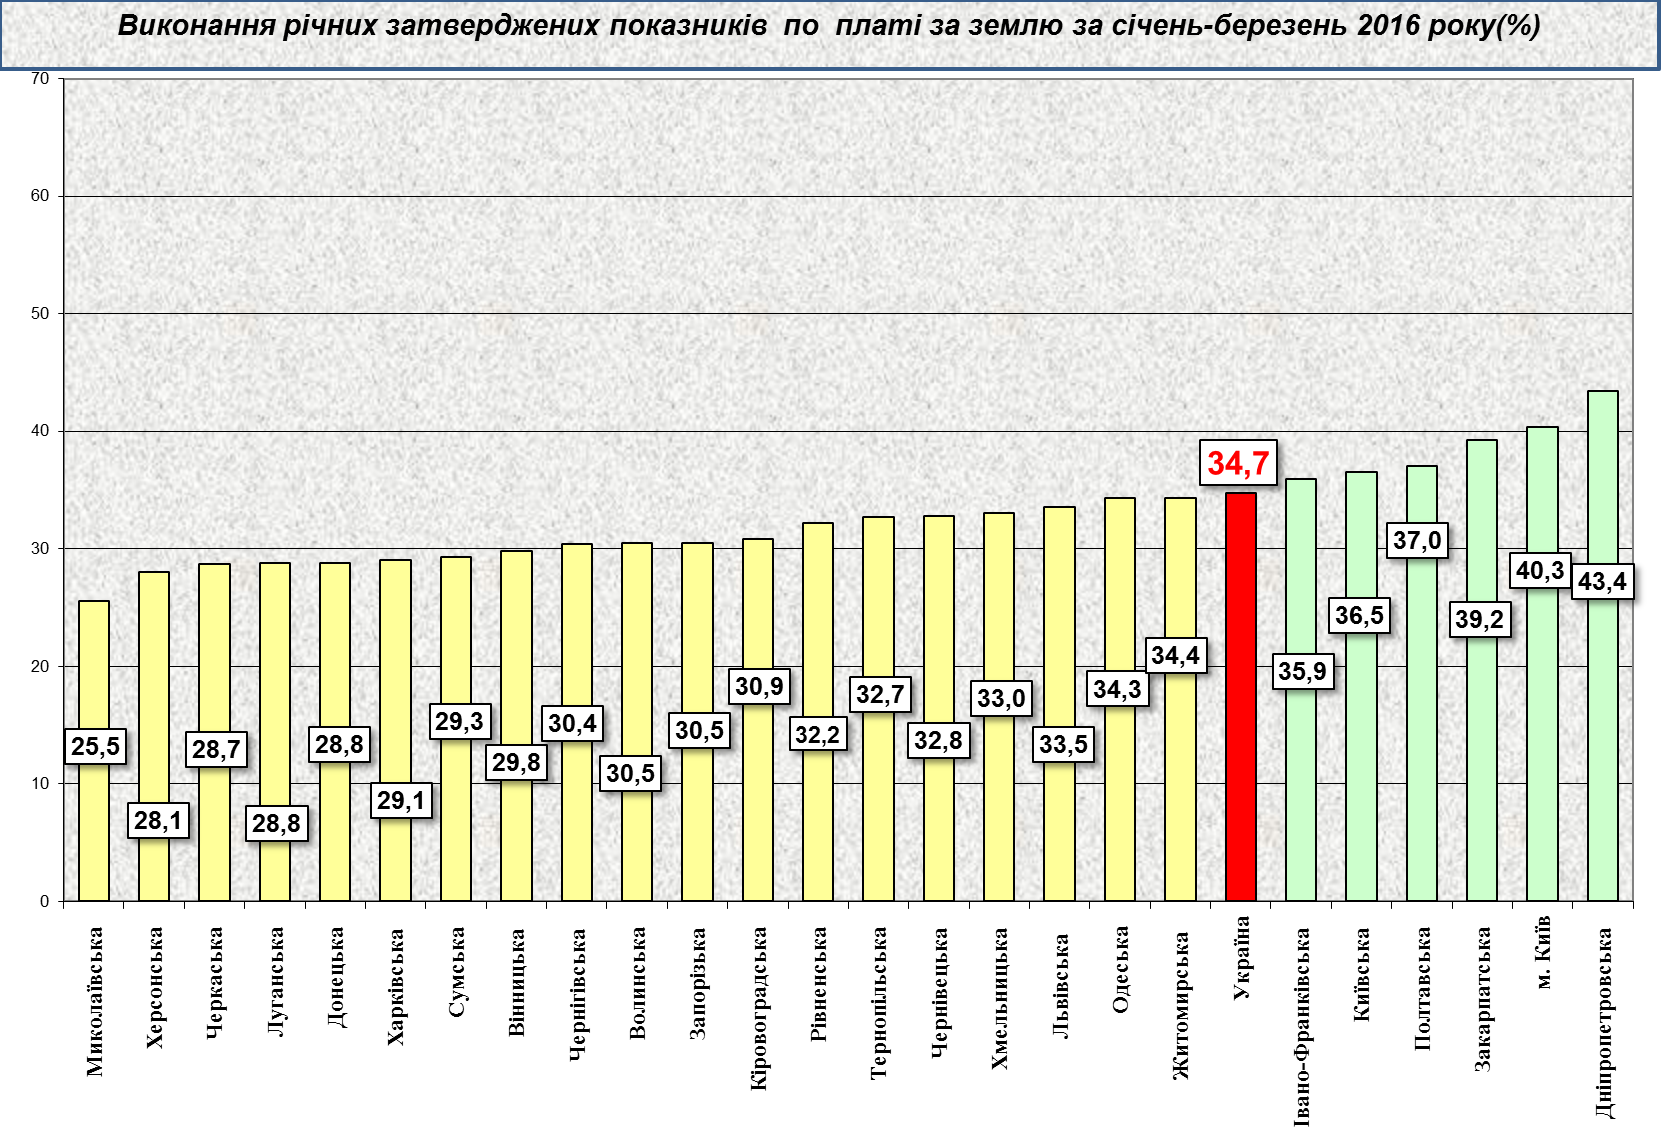 Виконання річних затверджених показників по платі за землю за січень-березень 2016 року(%)
70
60
50
40
30
20
10
0
25,5
28,1
28,7
28,8
28,8
29,1
29,3
29,8
30,4
30,5
30,5
30,9
32,2
32,7
32,8
33,0
33,5
34,3
34,4
34,7
35,9
36,5
37,0
39,2
40,3
43,4
Миколаївська
Херсонська
Черкаська
Луганська
Донецька
Харківська
Сумська
Вінницька
Чернігівська
Волинська
Запорізька
Кіровоградська
Рівненська
Тернопільська
Чернівецька
Хмельницька
Львівська
Одеська
Житомирська
Україна
Івано-Франківська
Київська
Полтавська
Закарпатська
м. Київ
Дніпропетровська